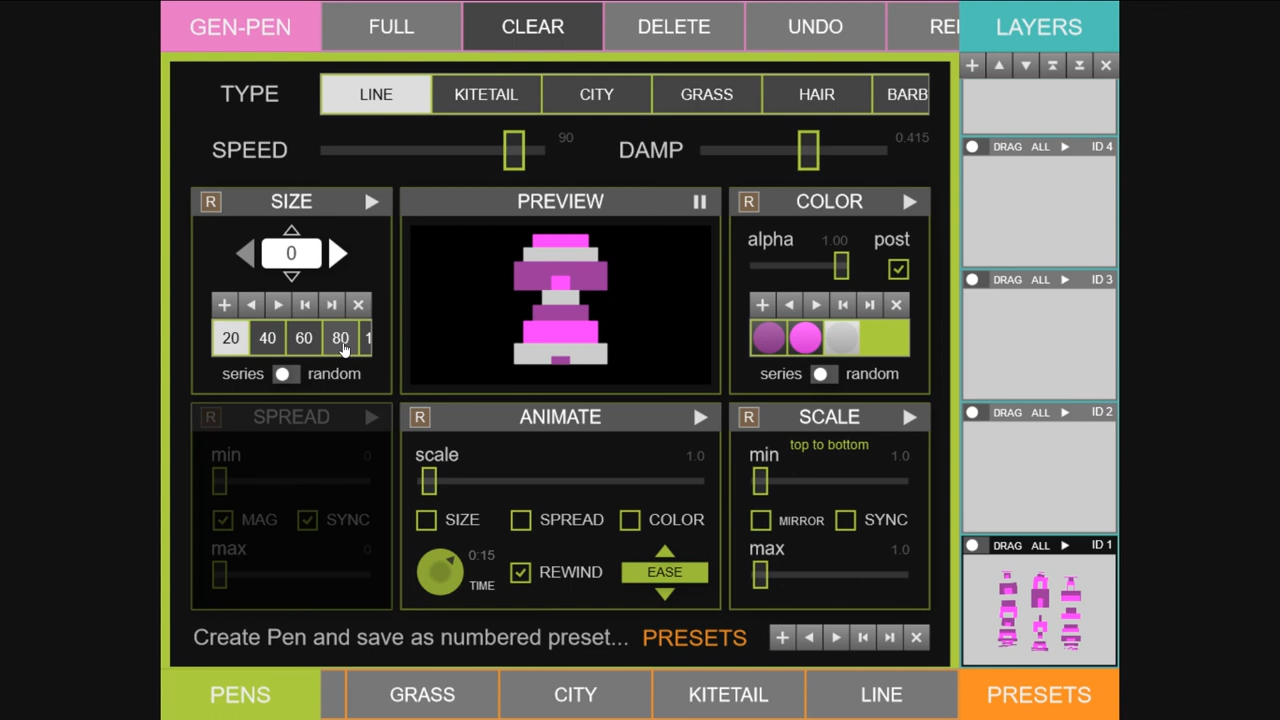 GEN-PEN FULL CLEAR DELETE UNDO LAYERS
TYPE LINE KITETAIL CITY GRASS HAIR BARB
SPEED 90 DAMP 0.415
DRAG ALL ID 4
R SIZE PREVIEW R COLOR
0 alpha 1.00 post
DRAG ALL ID 3
20 40 60 80 1
series random series random
DRAG ALL ID 2
R SPREAD R ANIMATE R SCALE
top to bottom
min 0 scale 1.0 min 1.0
MAG SYNC SIZE SPREAD COLOR MIRROR SYNC
DRAG ALL ID 1
max 0 0:15 TIME REWIND EASE max 1.0
Create Pen and save as numbered preset... PRESETS
PENS GRASS CITY KITETAIL LINE PRESETS